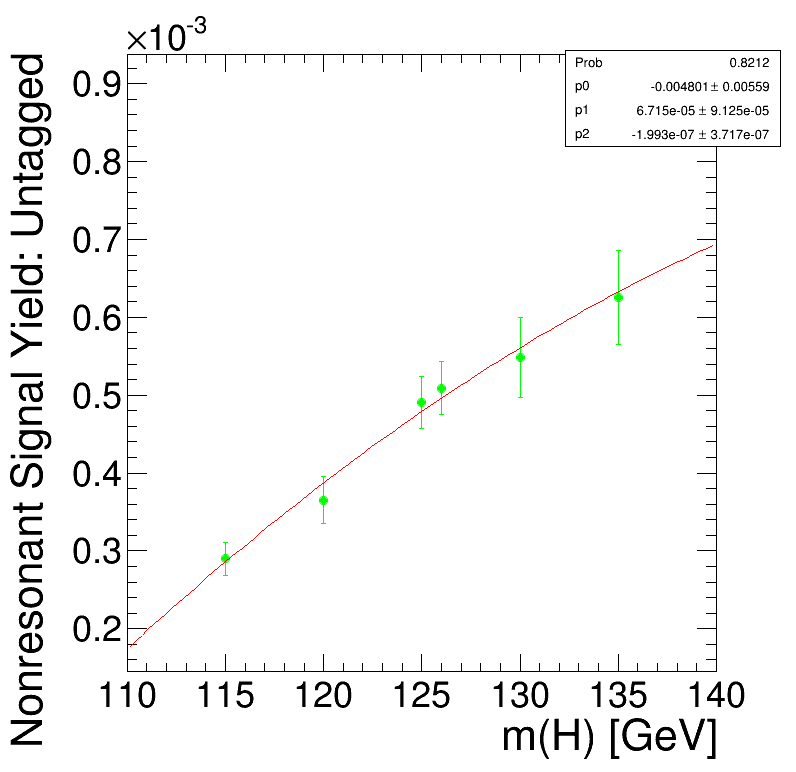 ×10⁻³
Prob 0.8212
p0 -0.004801 ± 0.00559
p1 6.715e-05 ± 9.125e-05
p2 -1.993e-07 ± 3.717e-07
0.9
0.8
0.7
0.6
0.5
0.4
0.3
0.2
Nonresonant Signal Yield: Untagged
110 115 120 125 130 135 140
m(H) [GeV]